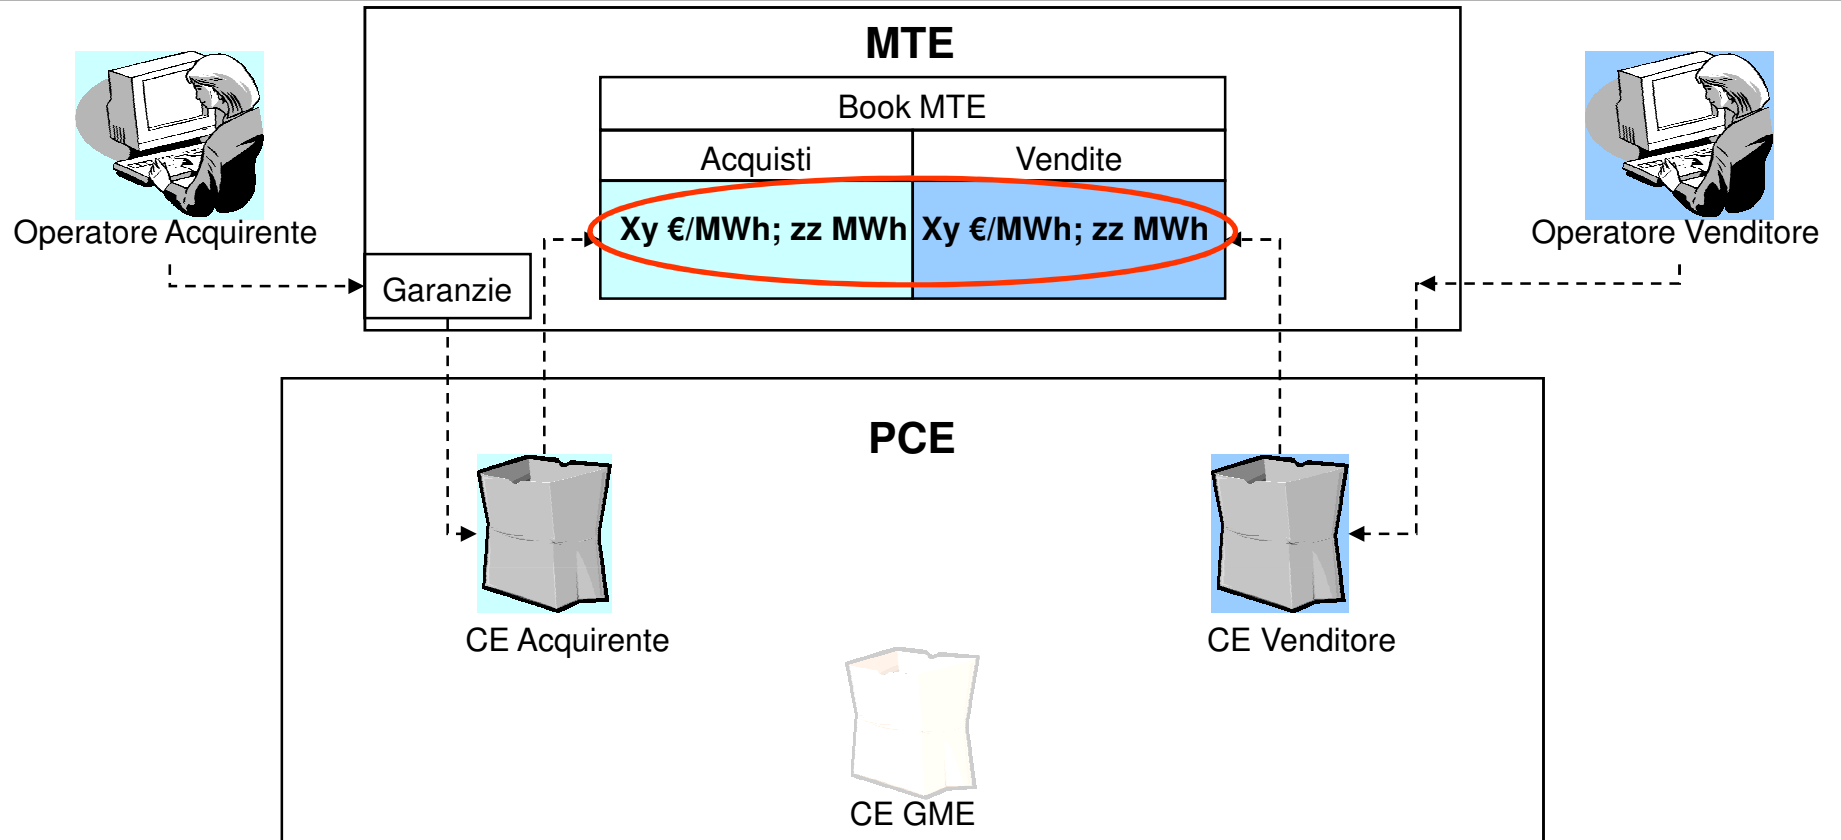 MTE
Book MTE
Acquisti Vendite
Xy €/MWh; zz MWh Xy €/MWh; zz MWh
Operatore Acquirente
Operatore Venditore
Garanzie
PCE
CE Acquirente
CE Venditore
CE GME